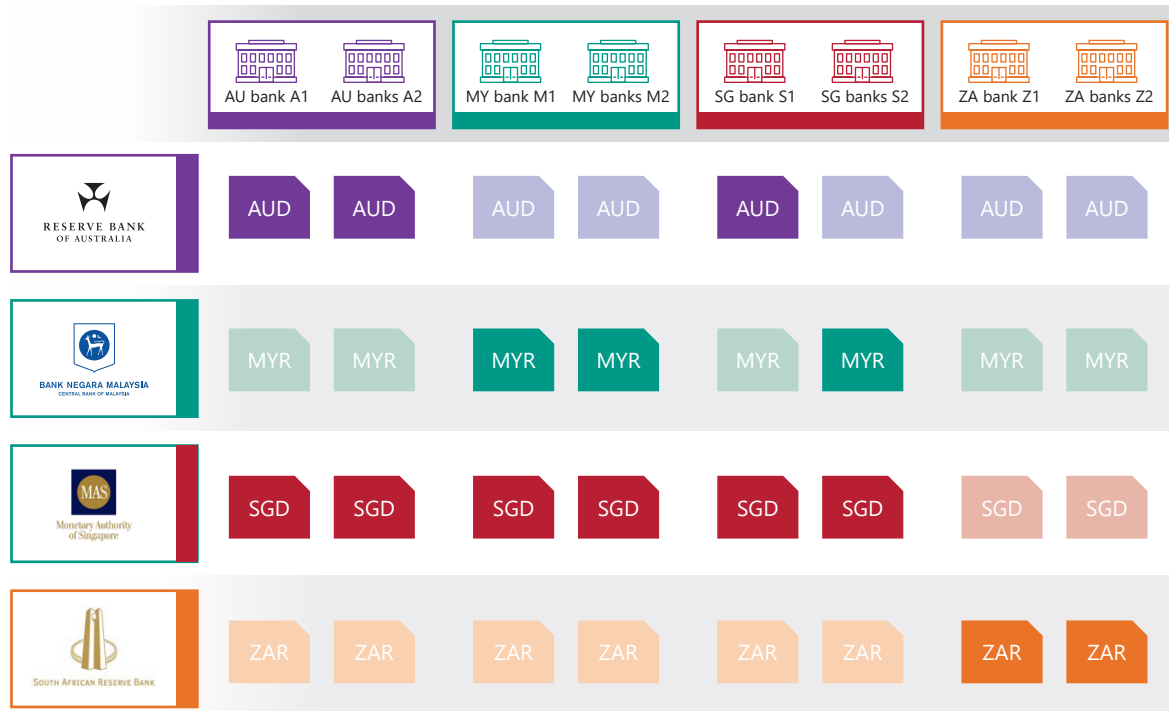 AU bank A1 AU banks A2 MY bank M1 MY banks M2 SG bank S1 SG banks S2 ZA bank Z1 ZA banks Z2
RESERVE BANK
OF AUSTRALIA
AUD AUD AUD AUD AUD AUD AUD AUD
BANK NEGARA MALAYSIA
CENTRAL BANK OF MALAYSIA
MYR MYR MYR MYR MYR MYR MYR MYR
MAS
Monetary Authority
of Singapore
SGD SGD SGD SGD SGD SGD SGD SGD
SOUTH AFRICAN RESERVE BANK
ZAR ZAR ZAR ZAR ZAR ZAR ZAR ZAR